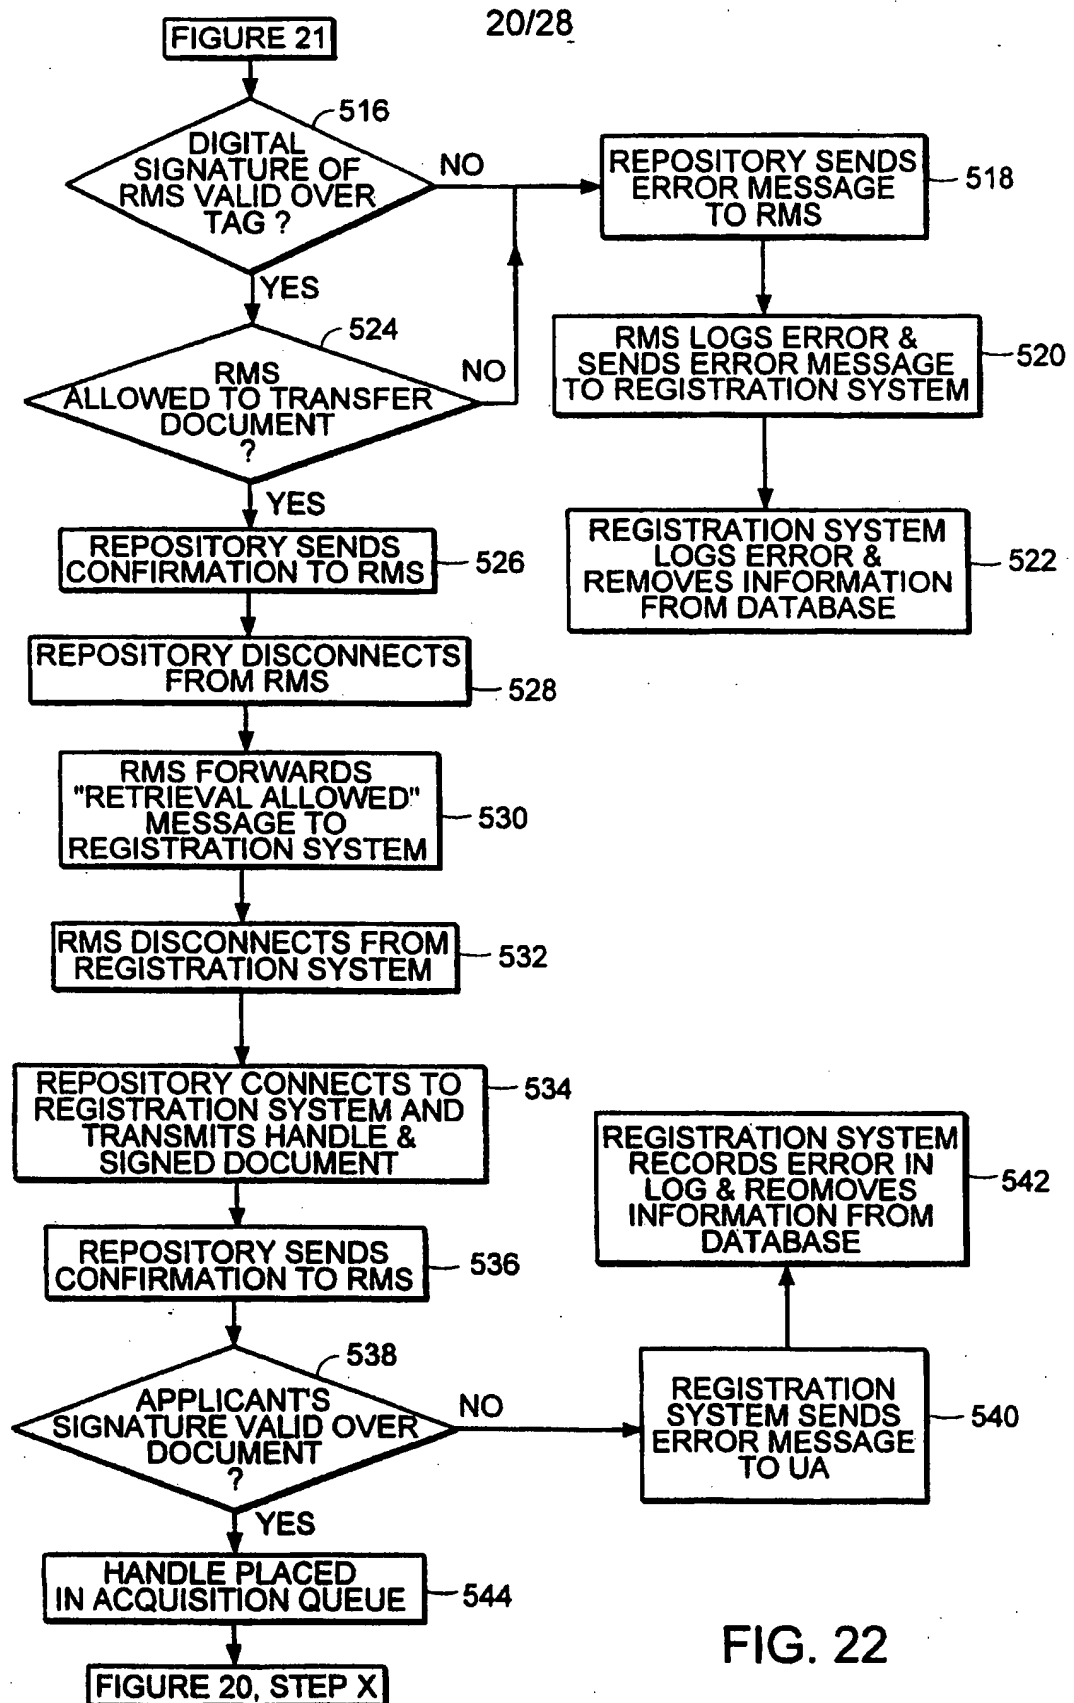 20/28
FIGURE 21
516
DIGITAL
SIGNATURE OF
RMS VALID OVER
TAG ?
NO
YES
REPOSITORY SENDS
ERROR MESSAGE
TO RMS
518
524
RMS
ALLOWED TO TRANSFER
DOCUMENT
?
NO
YES
RMS LOGS ERROR &
SENDS ERROR MESSAGE
TO REGISTRATION SYSTEM
520
REGISTRATION SYSTEM
LOGS ERROR &
REMOVES INFORMATION
FROM DATABASE
522
REPOSITORY SENDS
CONFIRMATION TO RMS
526
REPOSITORY DISCONNECTS
FROM RMS
528
RMS FORWARDS
"RETRIEVAL ALLOWED"
MESSAGE TO
REGISTRATION SYSTEM
530
RMS DISCONNECTS FROM
REGISTRATION SYSTEM
532
REPOSITORY CONNECTS TO
REGISTRATION SYSTEM AND
TRANSMITS HANDLE &
SIGNED DOCUMENT
534
REPOSITORY SENDS
CONFIRMATION TO RMS
536
538
APPLICANT'S
SIGNATURE VALID OVER
DOCUMENT
?
NO
YES
REGISTRATION SYSTEM
RECORDS ERROR IN
LOG & REOMOVES
INFORMATION FROM
DATABASE
542
REGISTRATION
SYSTEM SENDS
ERROR MESSAGE
TO UA
540
HANDLE PLACED
IN ACQUISITION QUEUE
544
FIGURE 20, STEP X
FIG. 22